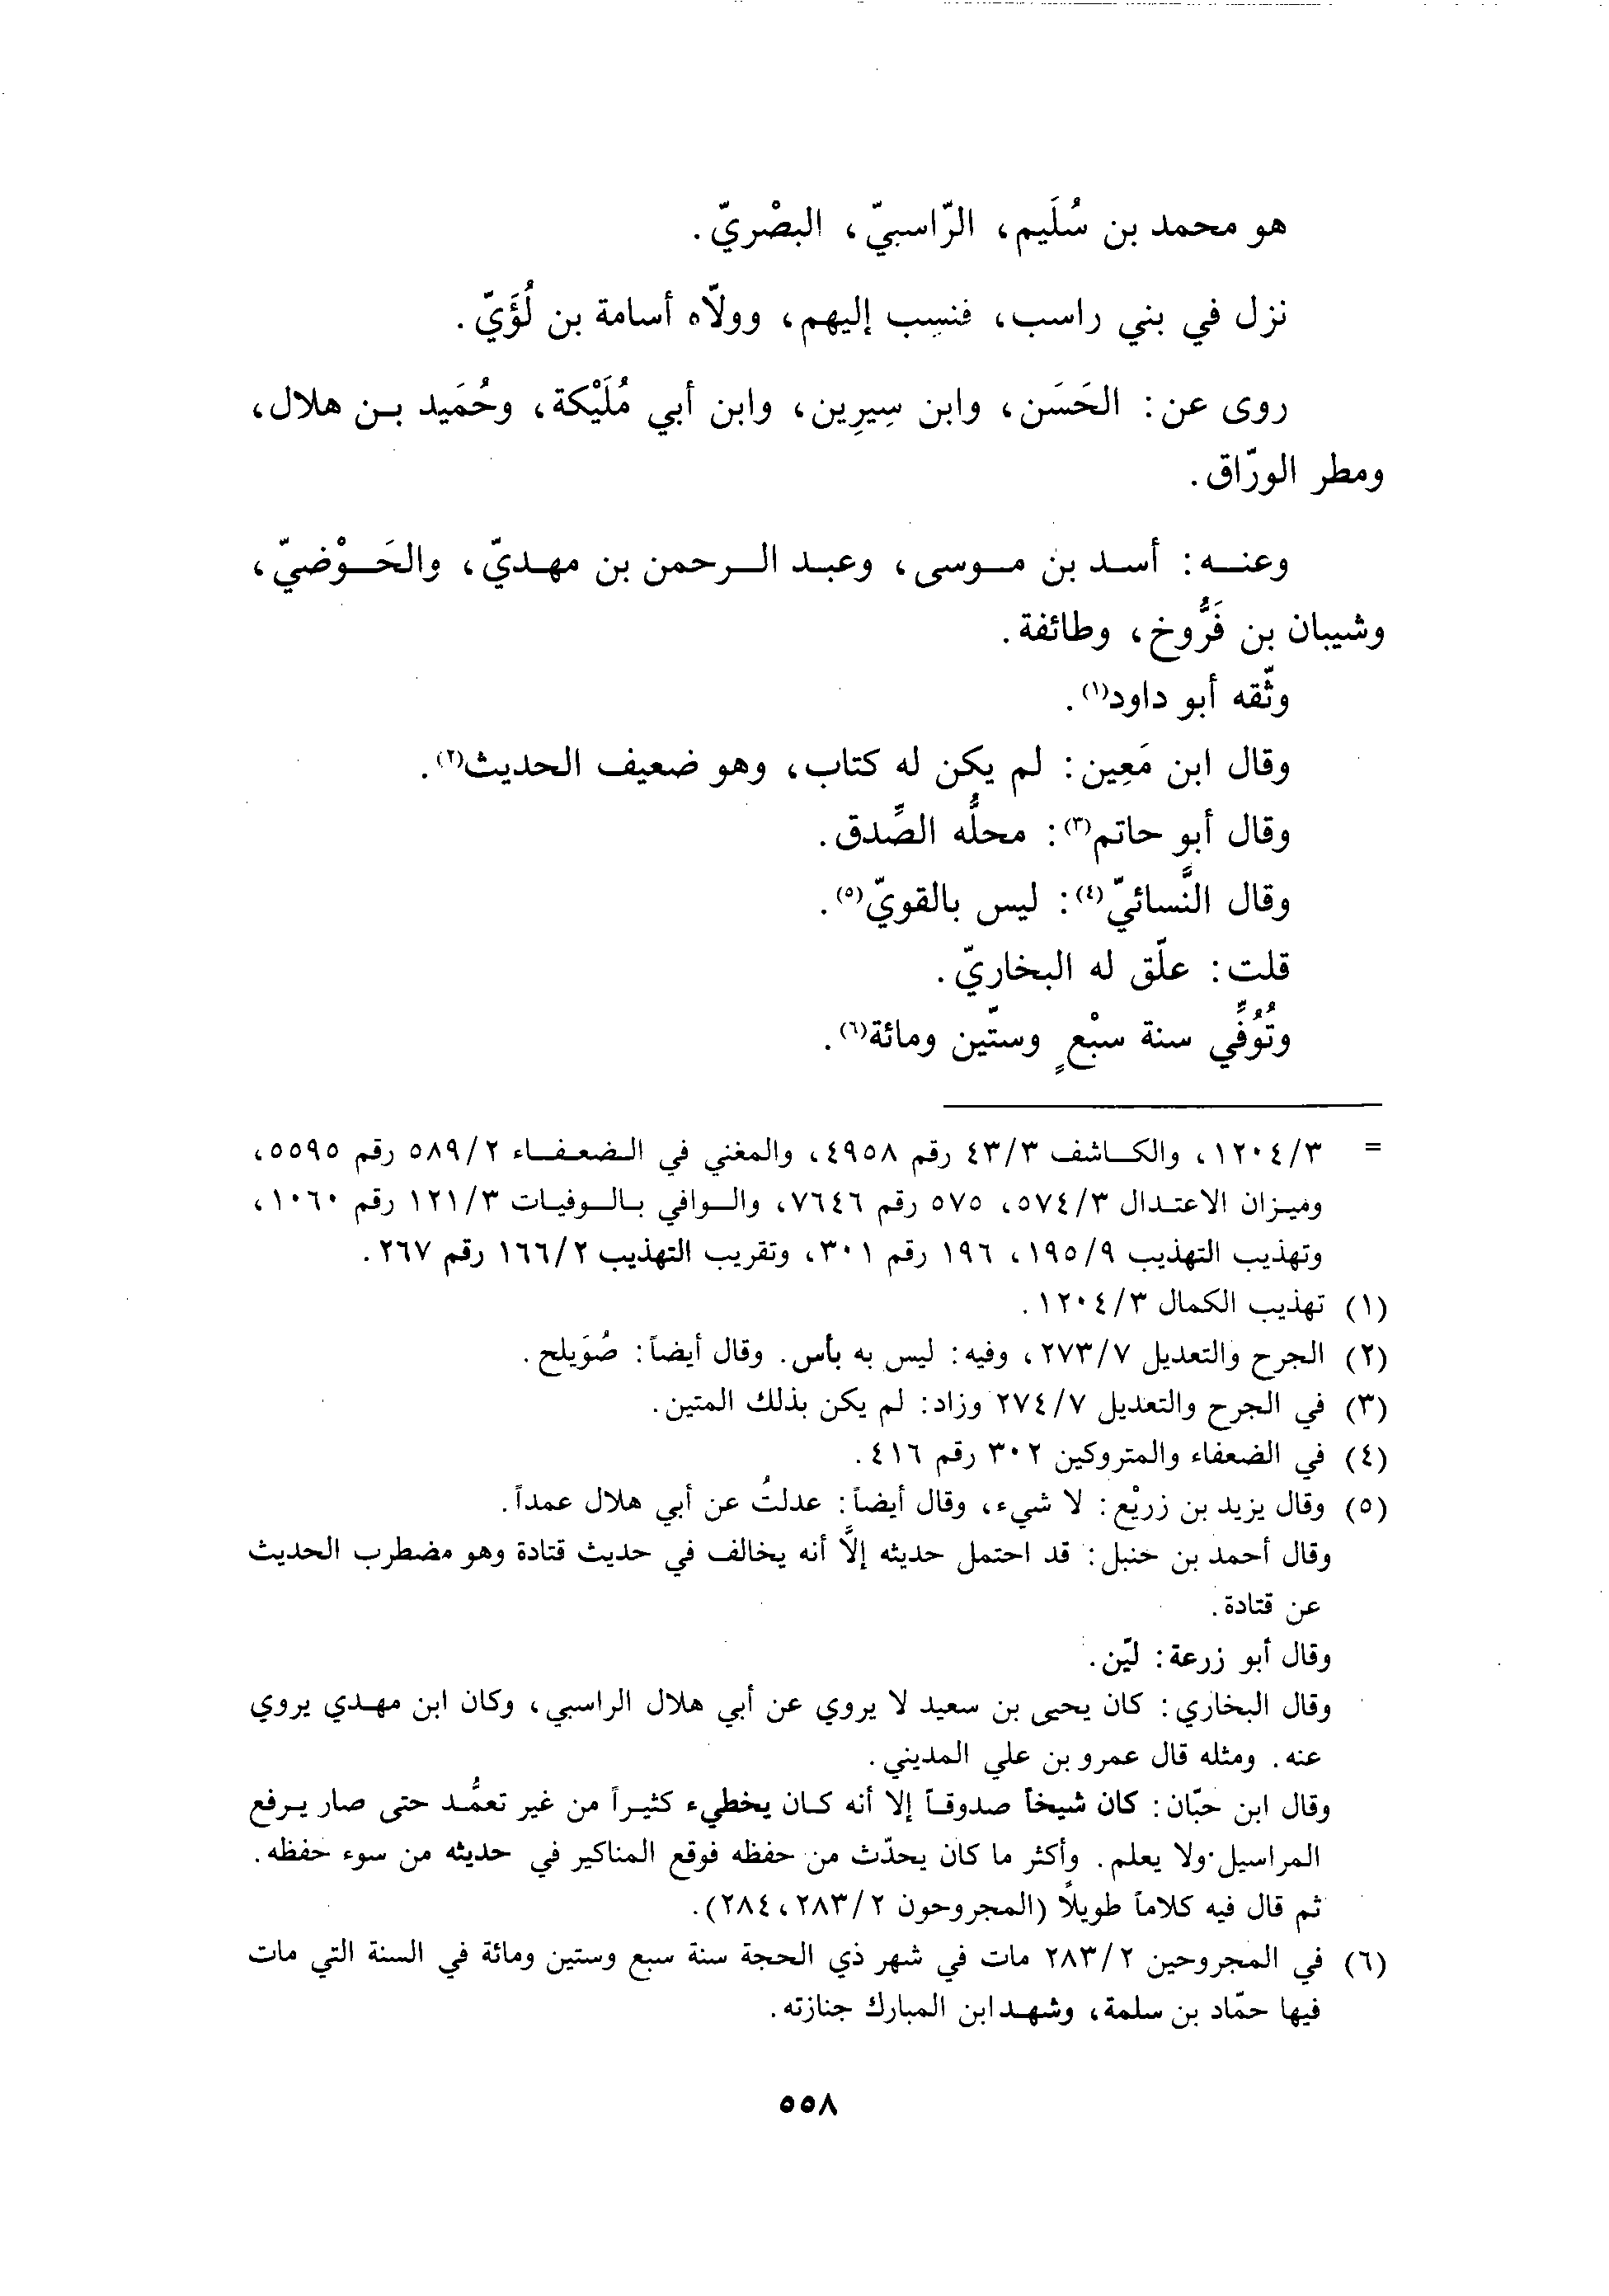 هو محمد بن سُلَيم، الرّاسبيّ، البصْريّ.
نزل في بني راسب، فنسِب إليهم، وولّاه أسامة بن لُؤَيّ.
روى عن: الحَسَن، وابن سِيرِين، وابن أبي مُلَيْكة، وحُمَيد بن هلال،
ومطر الورّاق.
وعنه: أسد بن موسى، وعبد الرحمن بن مهديّ، والحَوْضيّ،
وشيبان بن فَرُّوخ، وطائفة.
وثّقه أبو داود(١).
وقال ابن مَعِين: لم يكن له كتاب، وهو ضعيف الحديث(٢).
وقال أبو حاتم(٣): محلُّه الصِّدق.
وقال النَّسائيّ(٤): ليس بالقويّ(٥).
قلت: علّق له البخاريّ.
وتُوُفِّي سنة سبْعٍ وستّين ومائة(٦).
= ١٢٠٤/٣، والكاشف ٤٣/٣ رقم ٤٩٥٨، والمغني في الضعفاء ٥٨٩/٢ رقم ٥٥٩٥،
وميزان الاعتدال ٥٧٤/٣، ٥٧٥ رقم ٧٦٤٦، والوافي بالوفيات ١٢١/٣ رقم ١٠٦٠،
وتهذيب التهذيب ١٩٥/٩، ١٩٦ رقم ٣٠١، وتقريب التهذيب ١٦٦/٢ رقم ٢٦٧.
(١) تهذيب الكمال ١٢٠٤/٣.
(٢) الجرح والتعديل ٢٧٣/٧، وفيه: ليس به بأس. وقال أيضاً: صُوَيلح.
(٣) في الجرح والتعديل ٢٧٤/٧ وزاد: لم يكن بذلك المتين.
(٤) في الضعفاء والمتروكين ٣٠٢ رقم ٤١٦.
(٥) وقال يزيد بن زريْع: لا شيء، وقال أيضاً: عدلتُ عن أبي هلال عمداً.
وقال أحمد بن حنبل: قد احتمل حديثه إلاَّ أنه يخالف في حديث قتادة وهو مضطرب الحديث
عن قتادة.
وقال أبو زرعة: ليّن.
وقال البخاري: كان يحيى بن سعيد لا يروي عن أبي هلال الراسبي، وكان ابن مهدي يروي
عنه. ومثله قال عمرو بن علي المديني.
وقال ابن حبّان: كان شيخاً صدوقاً إلا أنه كان يخطيء كثيراً من غير تعمُّد حتى صار يرفع
المراسيل ولا يعلم. وأكثر ما كان يحدّث من حفظه فوقع المناكير في حديثه من سوء حفظه.
ثم قال فيه كلاماً طويلاً (المجروحون ٢٨٣/٢، ٢٨٤).
(٦) في المجروحين ٢٨٣/٢ مات في شهر ذي الحجة سنة سبع وستين ومائة في السنة التي مات
فيها حمّاد بن سلمة، وشهد ابن المبارك جنازته.
٥٥٨